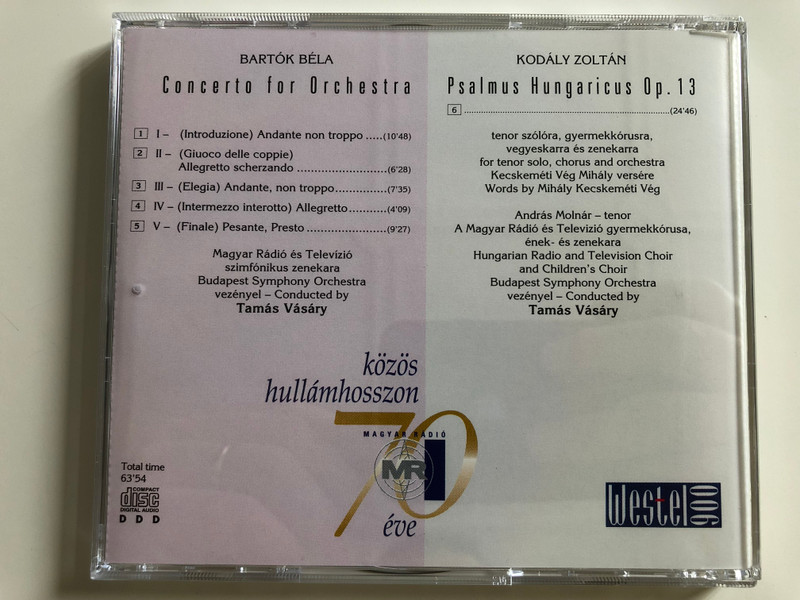 BARTÓK BÉLA
Concerto for Orchestra
1 I – (Introduzione) Andante non troppo .....(10'48)
2 II – (Giuoco delle coppie)
Allegretto scherzando ..........................(6'28)
3 III – (Elegia) Andante, non troppo...............(7'35)
4 IV – (Intermezzo interotto) Allegretto...........(4'09)
5 V – (Finale) Pesante, Presto .......................(9'27)
Magyar Rádió és Televízió
szimfónikus zenekara
Budapest Symphony Orchestra
vezényel – Conducted by
Tamás Vásáry
KODÁLY ZOLTÁN
Psalmus Hungaricus Op.13
6 ............................................................(24'46)
tenor szólóra, gyermekkórusra,
vegyeskarra és zenekarra
for tenor solo, chorus and orchestra
Kecskeméti Vég Mihály versére
Words by Mihály Kecskeméti Vég
András Molnár – tenor
A Magyar Rádió és Televízió gyermekkórusa,
ének- és zenekara
Hungarian Radio and Television Choir
and Children's Choir
Budapest Symphony Orchestra
vezényel – Conducted by
Tamás Vásáry
közös
hullámhosszon
70
MAGYAR RÁDIÓ
MR
éve
Total time
63'54
COMPACT
disc
DIGITAL AUDIO
D D D
Westel 900